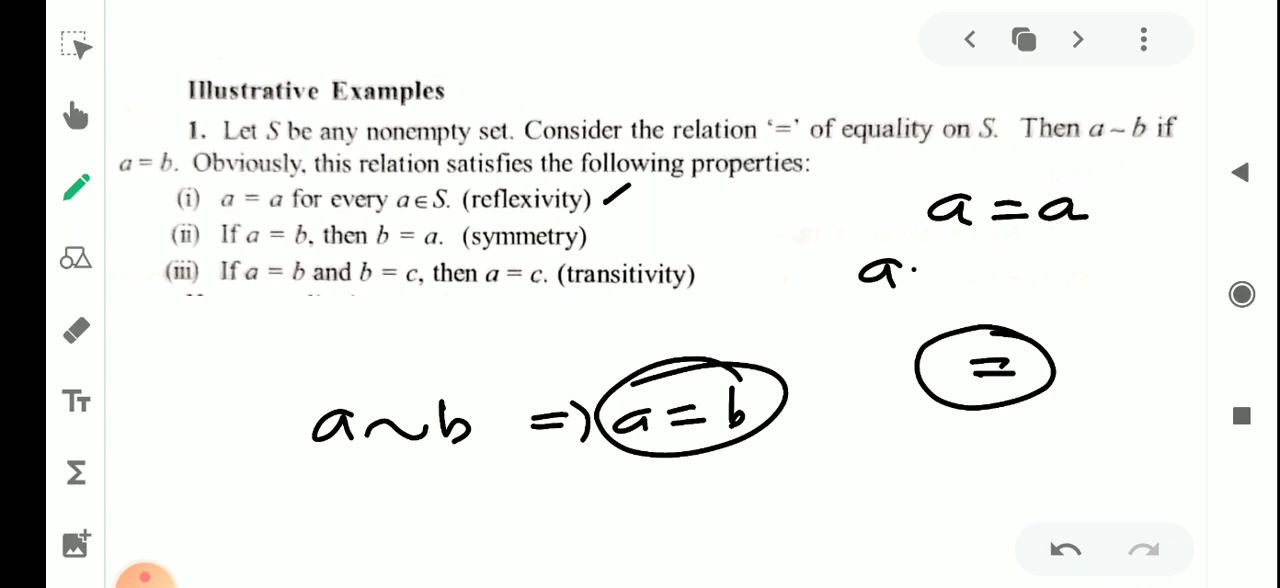 Illustrative Examples
1. Let S be any nonempty set. Consider the relation ‘=’ of equality on S. Then a ~ b if
a = b. Obviously, this relation satisfies the following properties:
(i) a = a for every a ∈ S. (reflexivity)
(ii) If a = b, then b = a. (symmetry)
(iii) If a = b and b = c, then a = c. (transitivity)
a = a
a
=
a ~ b => a = b
TT
Σ